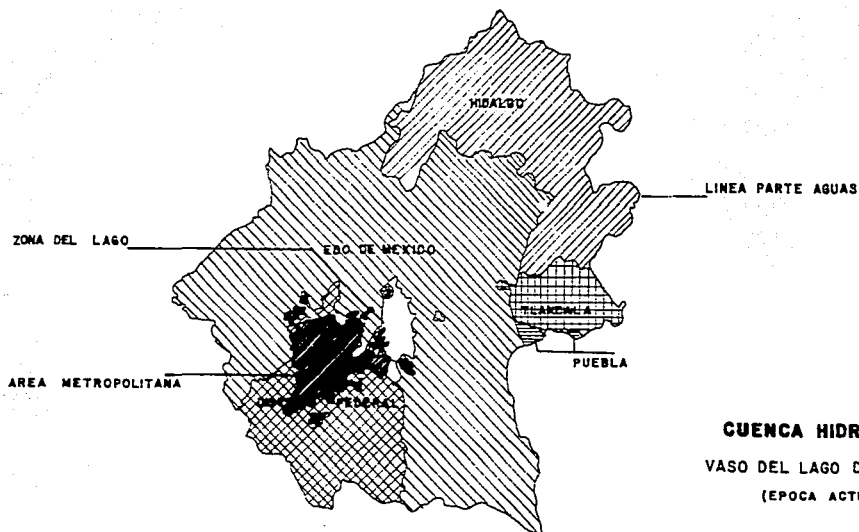 HIDALGO
LINEA PARTE AGUAS
ZONA DEL LAGO
EDO DE MEXICO
TLAXCALA
PUEBLA
AREA METROPOLITANA
FEDERAL
CUENCA HIDR
VASO DEL LAGO D
(EPOCA ACT